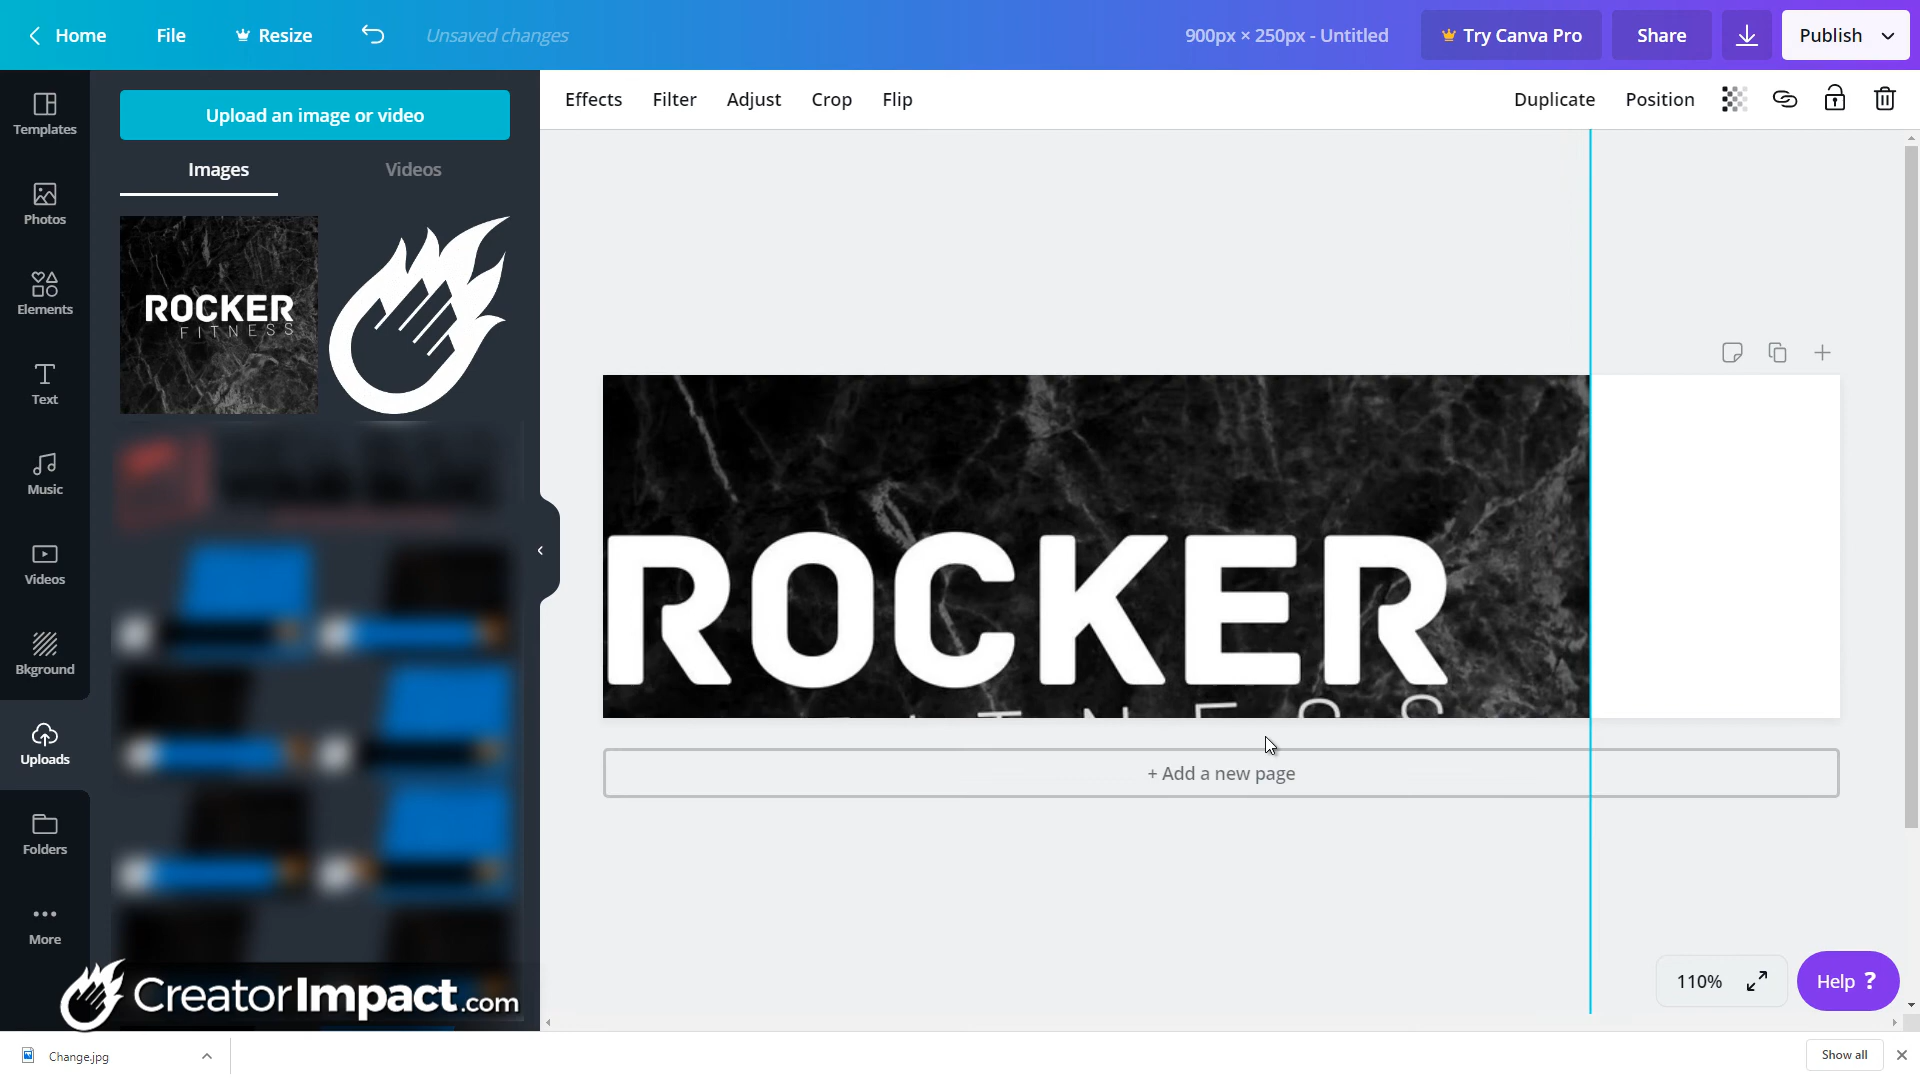 Home File Resize Unsaved changes 900px × 250px - Untitled Try Canva Pro Share Publish
Effects Filter Adjust Crop Flip Duplicate Position
Templates
Photos
Elements
Text
Music
Videos
Bkground
Uploads
Folders
More
Upload an image or video
Images Videos
ROCKER
FITNESS
ROCKER
+ Add a new page
110% Help ?
CreatorImpact.com
Change.jpg Show all